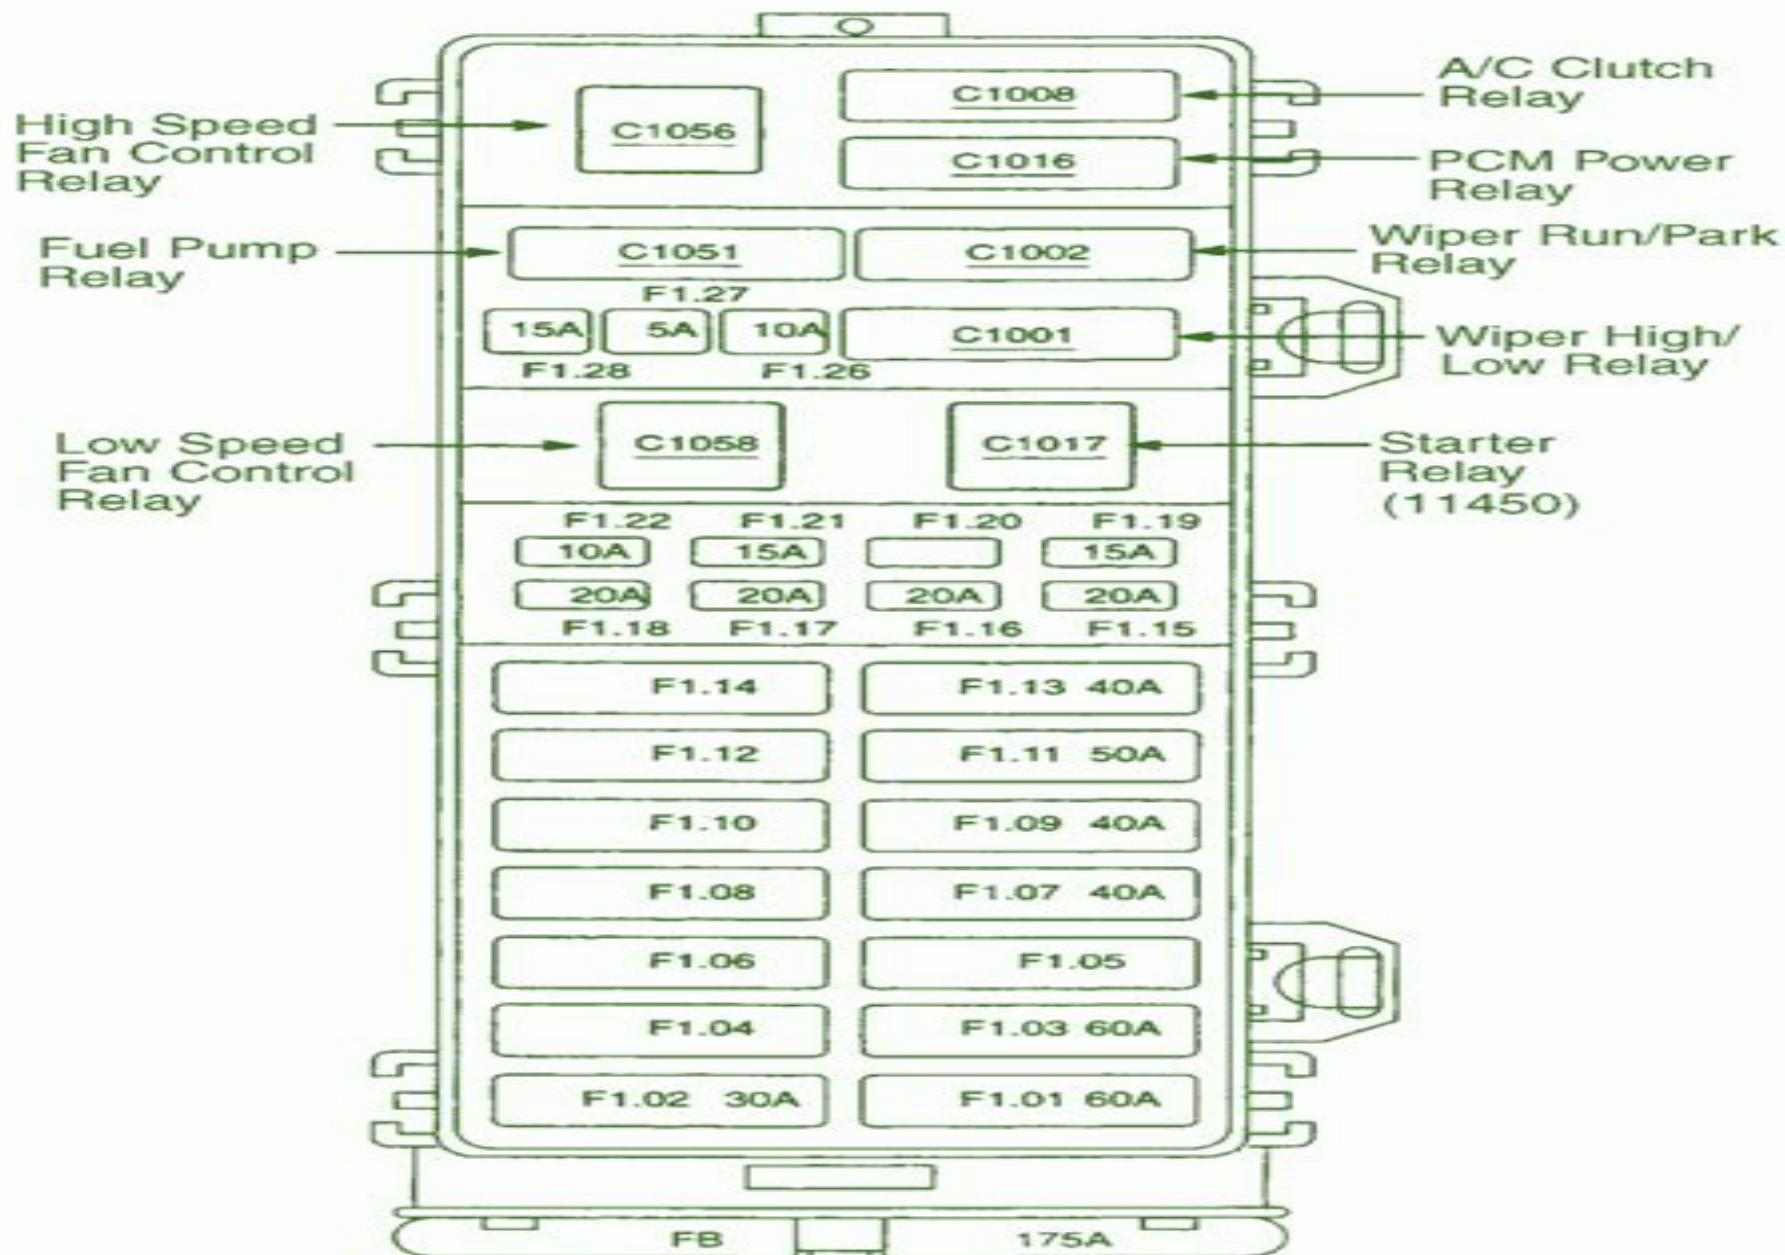 A/C Clutch
Relay
C1008
High Speed
Fan Control
Relay
C1056
C1016
PCM Power
Relay
Fuel Pump
Relay
C1051
C1002
Wiper Run/Park
Relay
F1.27
15A 5A 10A
C1001
Wiper High/
Low Relay
F1.28 F1.26
Low Speed
Fan Control
Relay
C1058
C1017
Starter
Relay
(11450)
F1.22 F1.21 F1.20 F1.19
10A 15A 15A
20A 20A 20A 20A
F1.18 F1.17 F1.16 F1.15
F1.14 F1.13 40A
F1.12 F1.11 50A
F1.10 F1.09 40A
F1.08 F1.07 40A
F1.06 F1.05
F1.04 F1.03 60A
F1.02 30A F1.01 60A
FB 175A